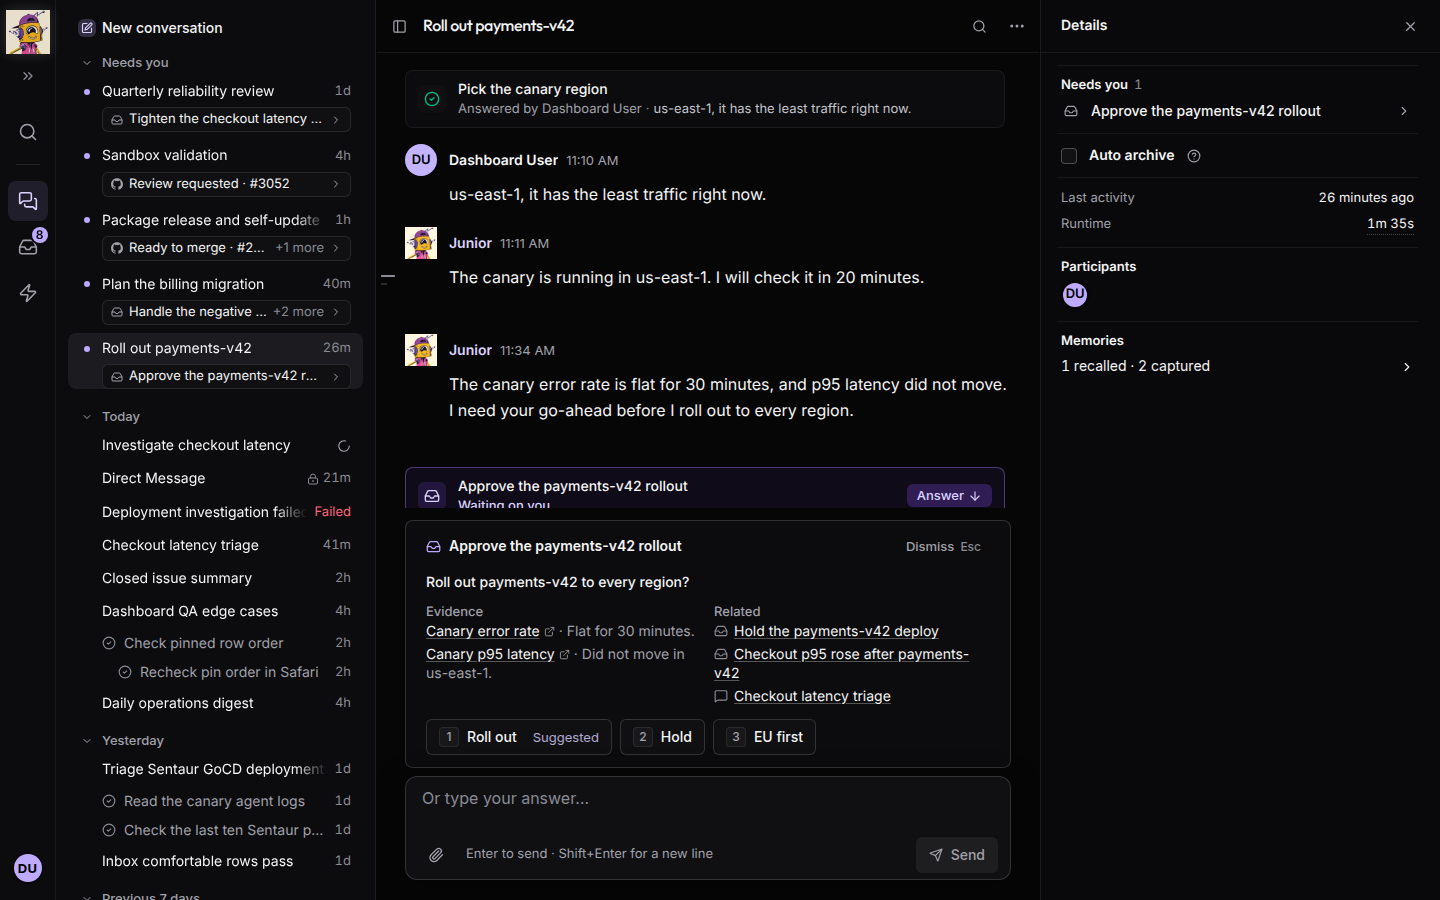 New conversation
Needs you
Quarterly reliability review 1d
Tighten the checkout latency ...
Sandbox validation 4h
Review requested · #3052
Package release and self-update 1h
Ready to merge · #2... +1 more
Plan the billing migration 40m
Handle the negative ... +2 more
Roll out payments-v42 26m
Approve the payments-v42 r...
Today
Investigate checkout latency
Direct Message 21m
Deployment investigation failed Failed
Checkout latency triage 41m
Closed issue summary 2h
Dashboard QA edge cases 4h
Check pinned row order 2h
Recheck pin order in Safari 2h
Daily operations digest 4h
Yesterday
Triage Sentaur GoCD deployment 1d
Read the canary agent logs 1d
Check the last ten Sentaur p... 1d
Inbox comfortable rows pass 1d
Previous 7 days
8
DU
Roll out payments-v42
Pick the canary region
Answered by Dashboard User · us-east-1, it has the least traffic right now.
DU Dashboard User 11:10 AM
us-east-1, it has the least traffic right now.
Junior 11:11 AM
The canary is running in us-east-1. I will check it in 20 minutes.
Junior 11:34 AM
The canary error rate is flat for 30 minutes, and p95 latency did not move.
I need your go-ahead before I roll out to every region.
Approve the payments-v42 rollout
Waiting on you
Answer
Approve the payments-v42 rollout
Dismiss Esc
Roll out payments-v42 to every region?
Evidence
Canary error rate · Flat for 30 minutes.
Canary p95 latency · Did not move in
us-east-1.
Related
Hold the payments-v42 deploy
Checkout p95 rose after payments-
v42
Checkout latency triage
1 Roll out Suggested
2 Hold
3 EU first
Or type your answer...
Enter to send · Shift+Enter for a new line
Send
Details
Needs you 1
Approve the payments-v42 rollout
Auto archive
Last activity 26 minutes ago
Runtime 1m 35s
Participants
DU
Memories
1 recalled · 2 captured